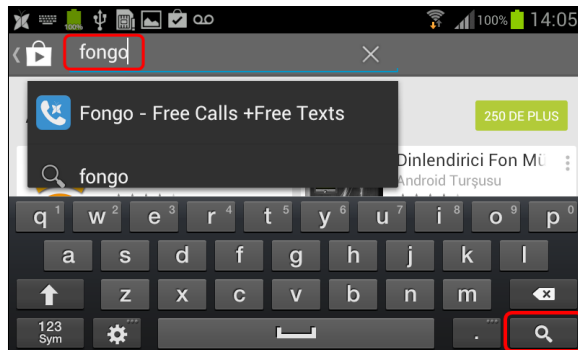 100% 100% 14:05
fongo
Fongo - Free Calls +Free Texts
fongo
250 DE PLUS
Dinlendirici Fon Mü
Android Turşusu
q 1 w 2 e 3 r 4 t 5 y 6 u 7 i 8 o 9 p 0
a s d f g h j k l
z x c v b n m
123
Sym
.